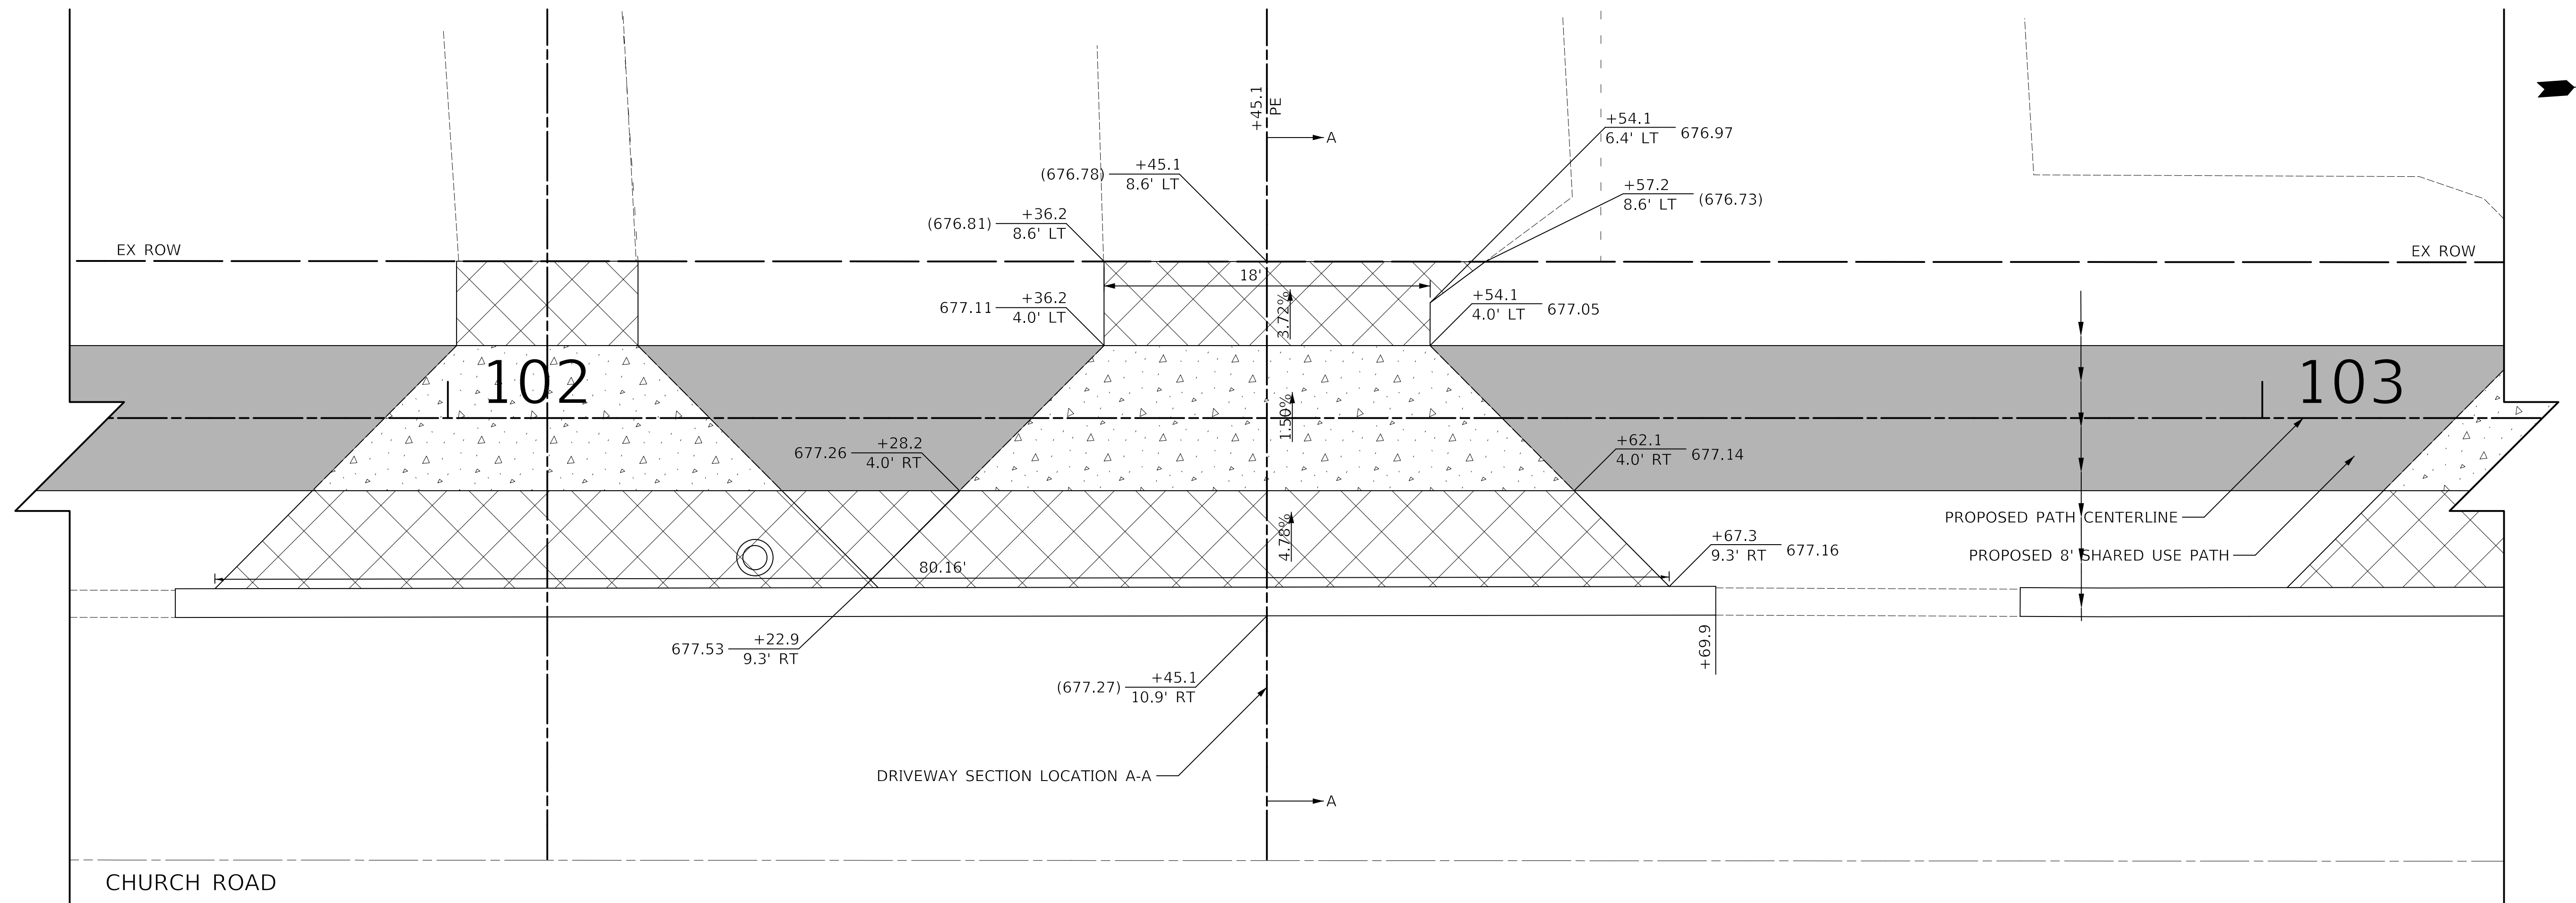 +45.1
PE
A
+54.1
6.4' LT
676.97
(676.78)
+45.1
8.6' LT
+57.2
8.6' LT
(676.73)
(676.81)
+36.2
8.6' LT
EX ROW
EX ROW
18'
677.11
+36.2
4.0' LT
3.72%
+54.1
4.0' LT
677.05
102
103
1.50%
677.26
+28.2
4.0' RT
+62.1
4.0' RT
677.14
PROPOSED PATH CENTERLINE
4.78%
+67.3
9.3' RT
677.16
PROPOSED 8' SHARED USE PATH
80.16'
677.53
+22.9
9.3' RT
+69.9
(677.27)
+45.1
10.9' RT
DRIVEWAY SECTION LOCATION A-A
A
CHURCH ROAD